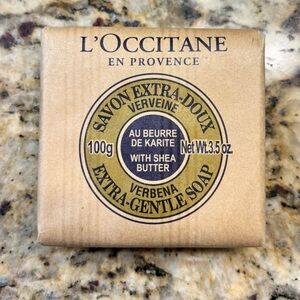 L'OCCITANE
EN PROVENCE
SAVON EXTRA-DOUX
VERVEINE
AU BEURRE
DE KARITE
100g
Net Wt.3.5 oz.
WITH SHEA
BUTTER
VERBENA
EXTRA-GENTLE SOAP